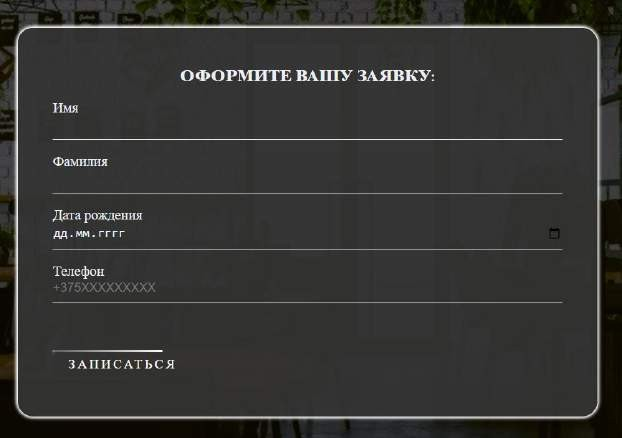 ОФОРМИТЕ ВАШУ ЗАЯВКУ:
Имя
Фамилия
Дата рождения
дд.мм.гггг
Телефон
+375XXXXXXXXX
ЗАПИСАТЬСЯ